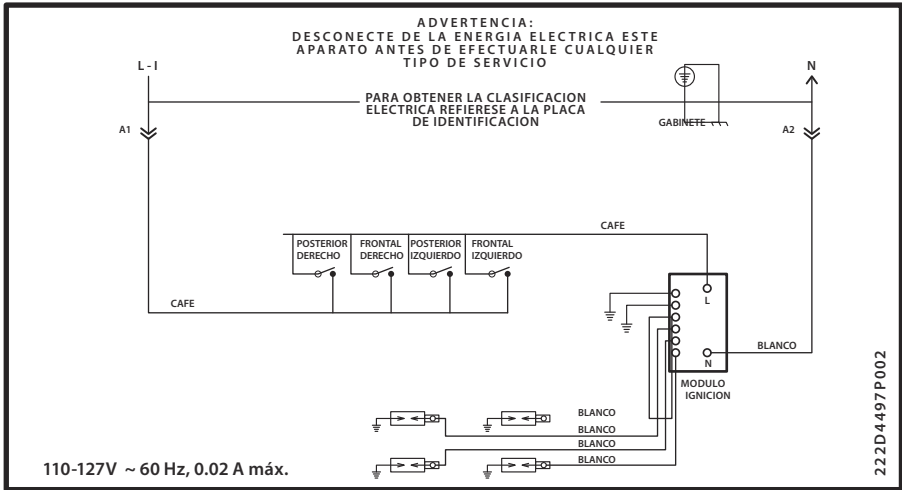 ADVERTENCIA:
DESCONECTE DE LA ENERGIA ELECTRICA ESTE
APARATO ANTES DE EFECTUARLE CUALQUIER
TIPO DE SERVICIO
L - I
N
PARA OBTENER LA CLASIFICACION
ELECTRICA REFIERESE A LA PLACA
DE IDENTIFICACION
GABINETE
A1
A2
CAFE
POSTERIOR
DERECHO
FRONTAL
DERECHO
POSTERIOR
IZQUIERDO
FRONTAL
IZQUIERDO
CAFE
L
BLANCO
N
MODULO
IGNICION
BLANCO
BLANCO
BLANCO
BLANCO
110-127V ~ 60 Hz, 0.02 A máx.
222D4497P002